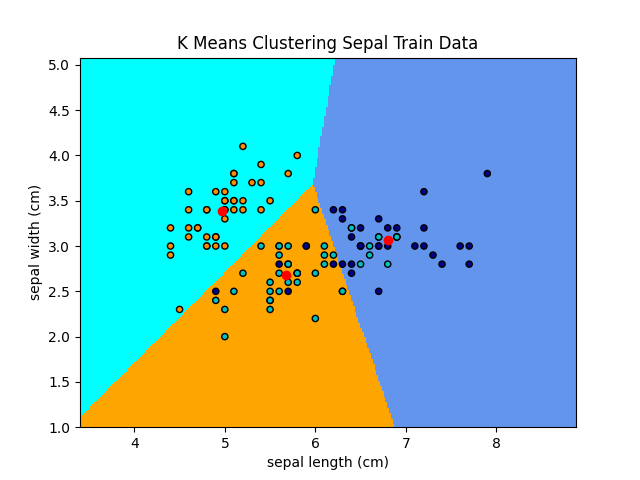 K Means Clustering Sepal Train Data
5.0
4.5
4.0
3.5
3.0
2.5
2.0
1.5
1.0
sepal width (cm)
4 5 6 7 8
sepal length (cm)